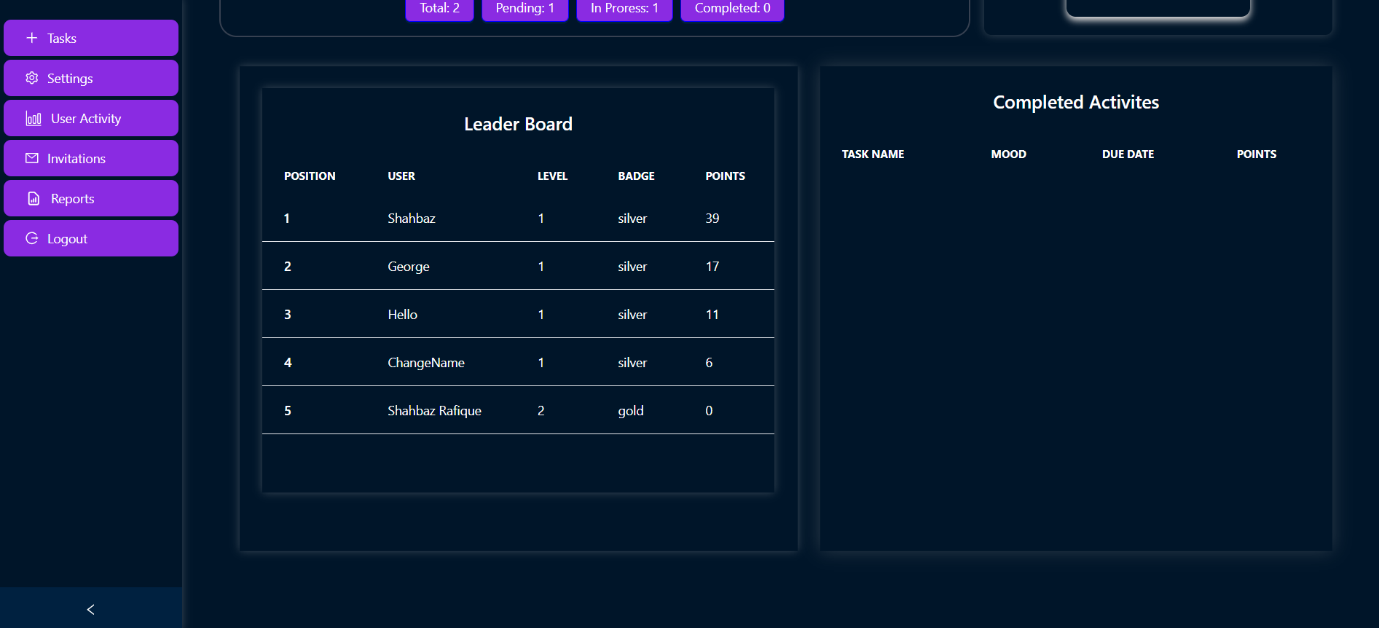 Total: 2 Pending: 1 In Proress: 1 Completed: 0
Tasks
Settings
User Activity
Invitations
Reports
Logout
Leader Board
POSITION USER LEVEL BADGE POINTS
1 Shahbaz 1 silver 39
2 George 1 silver 17
3 Hello 1 silver 11
4 ChangeName 1 silver 6
5 Shahbaz Rafique 2 gold 0
Completed Activites
TASK NAME MOOD DUE DATE POINTS